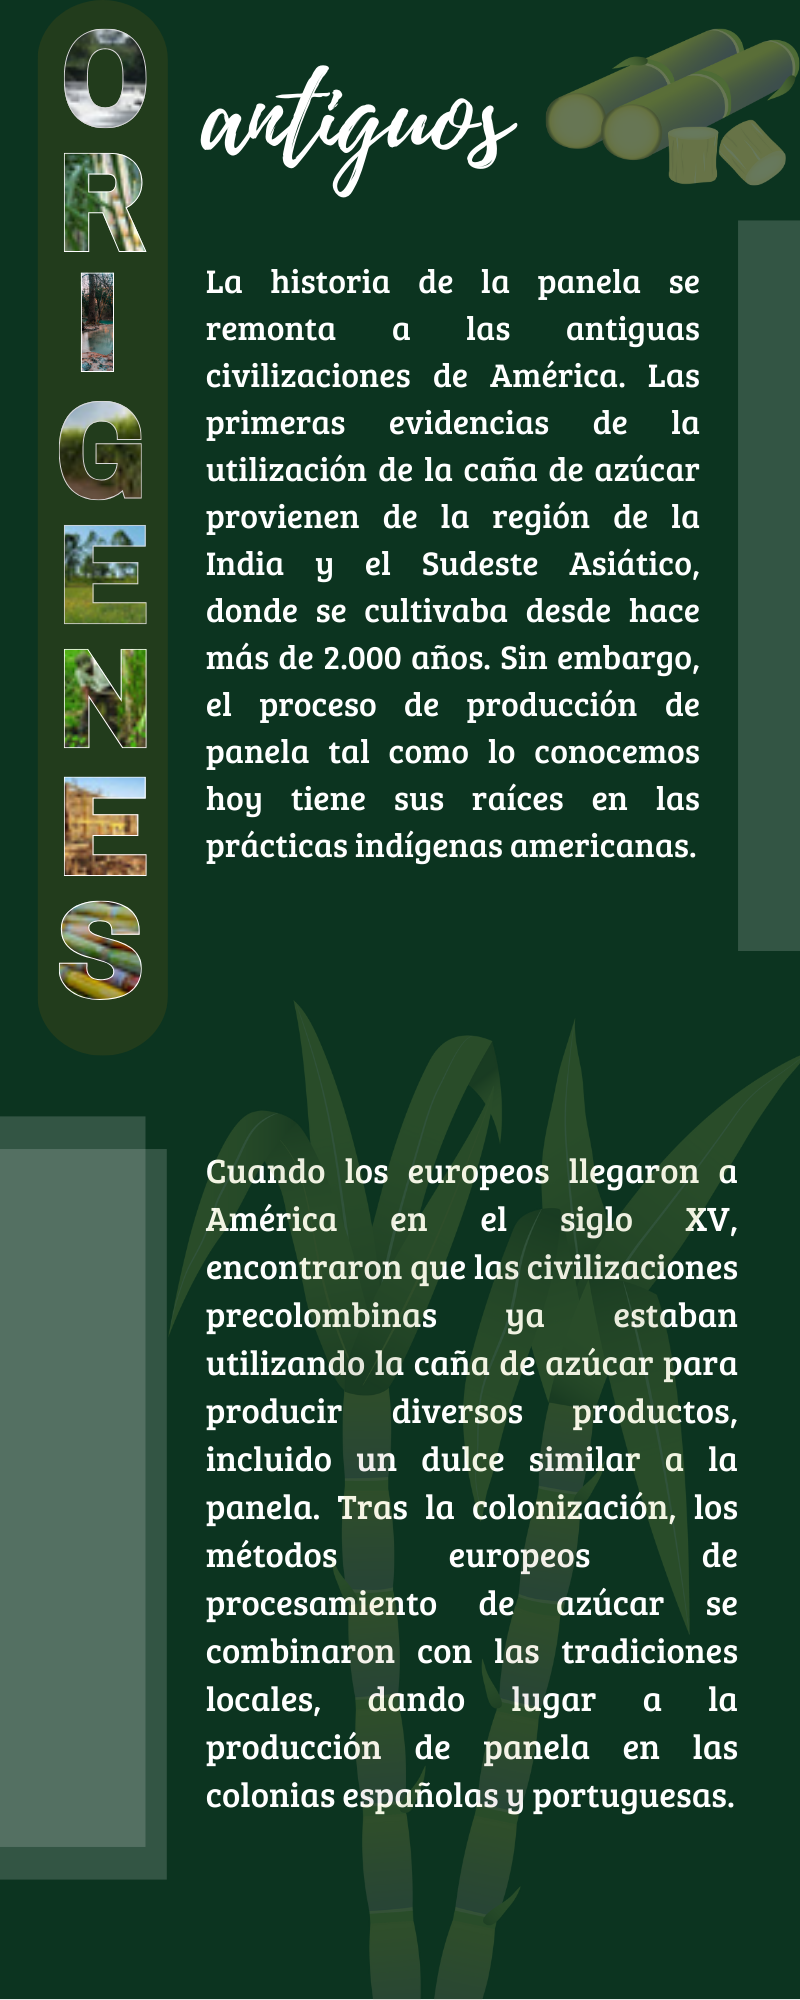 ORIGENES
antiguos
La historia de la panela se
remonta a las antiguas
civilizaciones de América. Las
primeras evidencias de la
utilización de la caña de azúcar
provienen de la región de la
India y el Sudeste Asiático,
donde se cultivaba desde hace
más de 2.000 años. Sin embargo,
el proceso de producción de
panela tal como lo conocemos
hoy tiene sus raíces en las
prácticas indígenas americanas.
Cuando los europeos llegaron a
América en el siglo XV,
encontraron que las civilizaciones
precolombinas ya estaban
utilizando la caña de azúcar para
producir diversos productos,
incluido un dulce similar a la
panela. Tras la colonización, los
métodos europeos de
procesamiento de azúcar se
combinaron con las tradiciones
locales, dando lugar a la
producción de panela en las
colonias españolas y portuguesas.